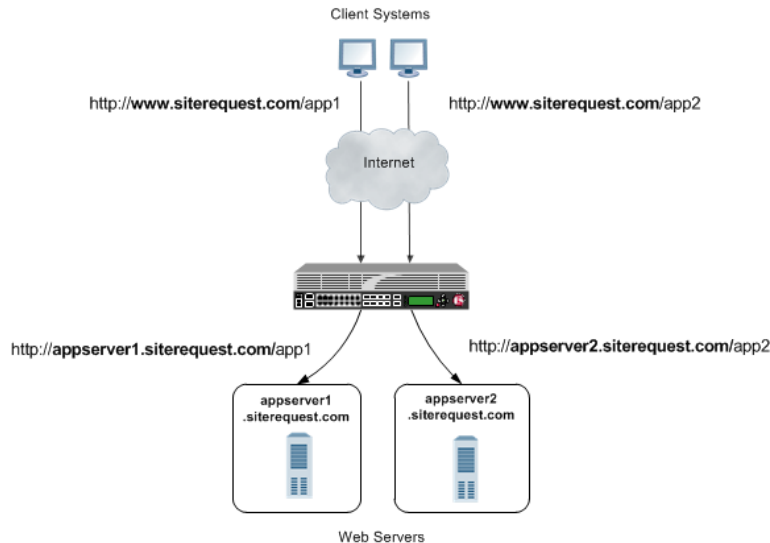 Client Systems
http://www.siterequest.com/app1
http://www.siterequest.com/app2
Internet
http://appserver1.siterequest.com/app1
http://appserver2.siterequest.com/app2
appserver1
.siterequest.com
appserver2
.siterequest.com
Web Servers